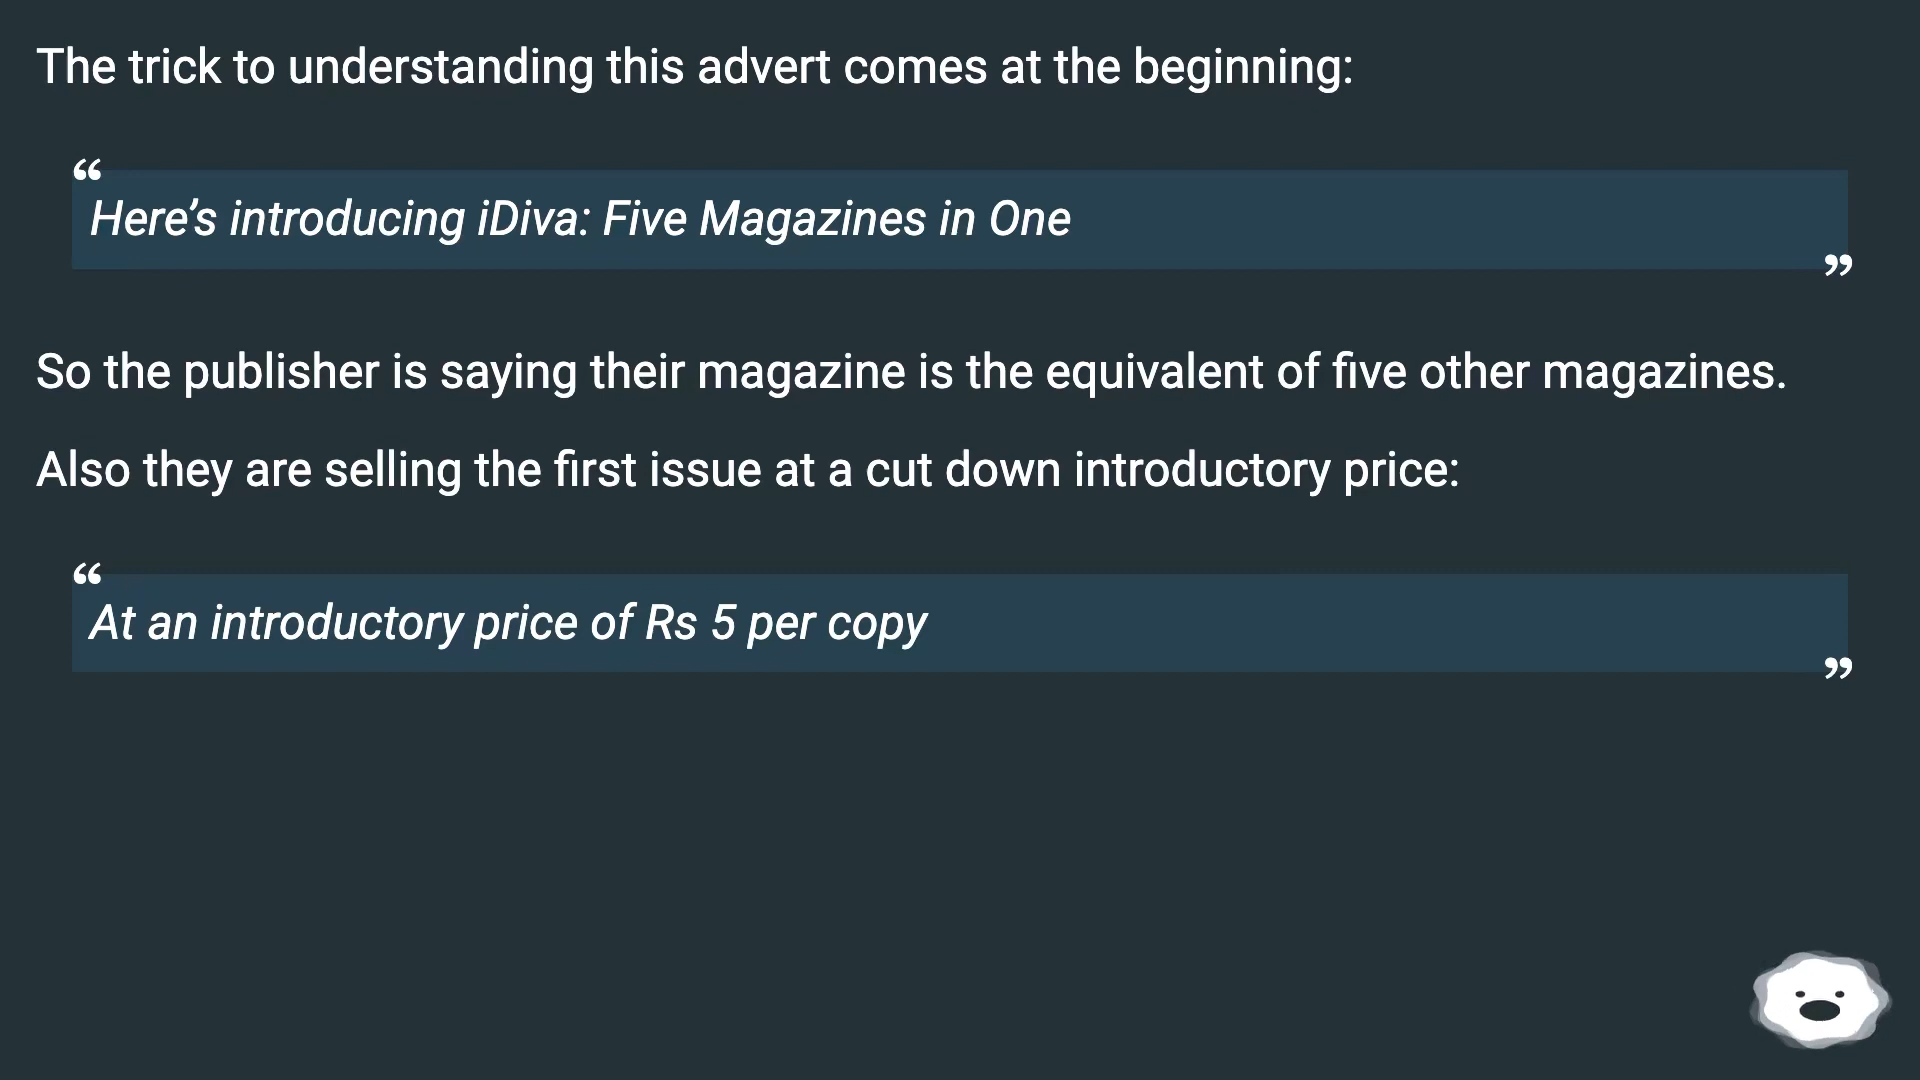 The trick to understanding this advert comes at the beginning:
“
Here’s introducing iDiva: Five Magazines in One
”
So the publisher is saying their magazine is the equivalent of five other magazines.
Also they are selling the first issue at a cut down introductory price:
“
At an introductory price of Rs 5 per copy
”